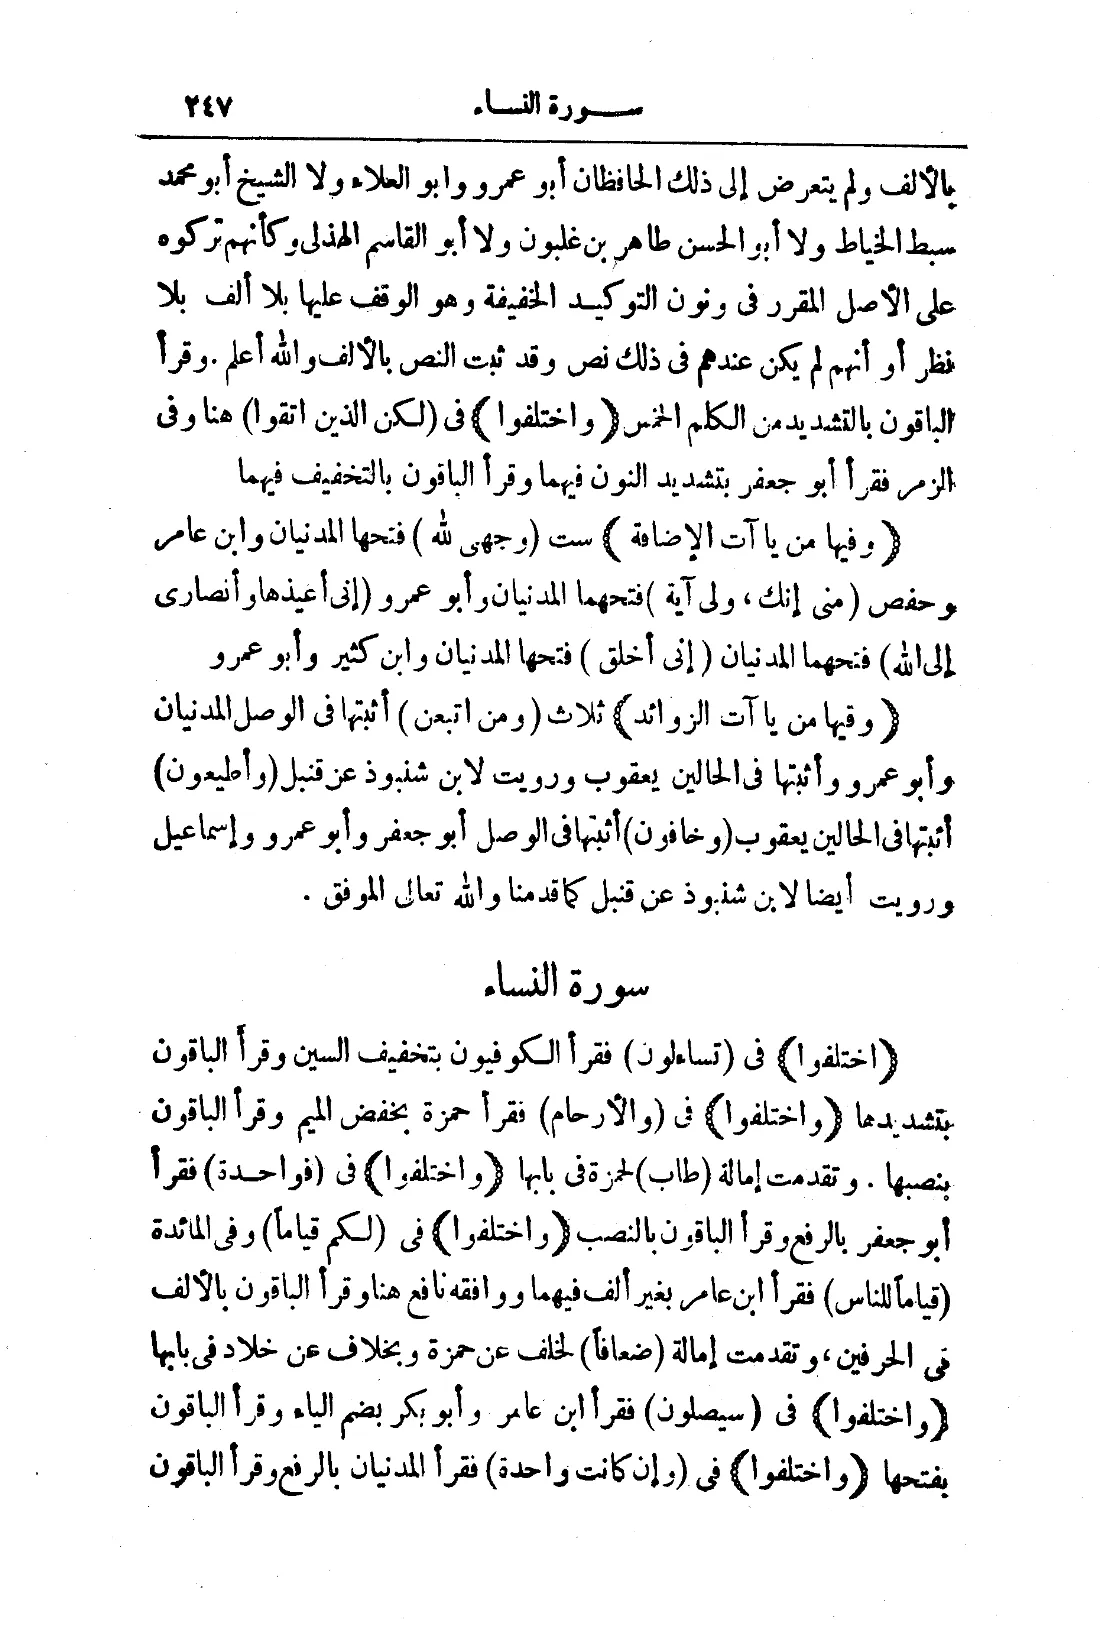 سورة النساء ٢٤٧
بالألف ولم يتعرض إلى ذلك الحافظان أبو عمرو وابو العلاء ولا الشيخ أبو محمد
سبط الخياط ولا أبو الحسن طاهر بن غلبون ولا أبو القاسم الهذلى وكأنهم تركوه
على الأصل المقرر فى ونون التوكيد الخفيفة وهو الوقف عليها بلا ألف بلا
نظر أو أنهم لم يكن عندهم فى ذلك نص وقد ثبت النص بالألف والله أعلم . وقرأ
الباقون بالتشديد من الكلم الخمس ﴿ واختلفوا ﴾ فى (لكن الذين اتقوا) هنا وفى
الزمر فقرأ أبو جعفر بتشديد النون فيهما وقرأ الباقون بالتخفيف فيهما
﴿ وفيها من يا آت الإضافة ﴾ ست (وجهى لله ) فتحها المدنيان وابن عامر
وحفص (منى إنك، ولى آية ) فتحهما المدنيان وأبو عمرو (إنى أعيذها وأنصارى
إلى الله) فتحهما المدنيان ( إنى أخلق ) فتحها المدنيان وابن كثير وأبو عمرو
﴿ وفيها من يا آت الزوائد ﴾ ثلاث ( ومن اتبعن ) أثبتها فى الوصل المدنيان
وأبو عمرو وأثبتها فى الحالين يعقوب ورويت لابن شنبوذ عن قنبل (وأطيعون)
أثبتها فى الحالين يعقوب (وخافون) أثبتها فى الوصل أبو جعفر وأبو عمرو وإسماعيل
ورويت أيضا لابن شنبوذ عن قنبل كما قدمنا والله تعالى الموفق .
سورة النساء
﴿اختلفوا﴾ فى (تساءلون) فقرأ الكوفيون بتخفيف السين وقرأ الباقون
بتشديدها ﴿واختلفوا﴾ فى (والأرحام) فقرأ حمزة بخفض الميم وقرأ الباقون
بنصبها . وتقدمت إمالة (طاب) لحمزة فى بابها ﴿واختلفوا﴾ فى (فواحدة) فقرأ
أبو جعفر بالرفع وقرأ الباقون بالنصب ﴿واختلفوا﴾ فى (لكم قياماً) وفى المائدة
(قياماً للناس) فقرأ ابن عامر بغير ألف فيهما ووافقه نافع هنا وقرأ الباقون بالألف
فى الحرفين، وتقدمت إمالة (ضعافاً) لخلف عن حمزة وبخلاف عن خلاد فى بابها
﴿واختلفوا﴾ فى (سيصلون) فقرأ ابن عامر وأبو بكر بضم الياء وقرأ الباقون
بفتحها ﴿واختلفوا﴾ فى (وإن كانت واحدة) فقرأ المدنيان بالرفع وقرأ الباقون